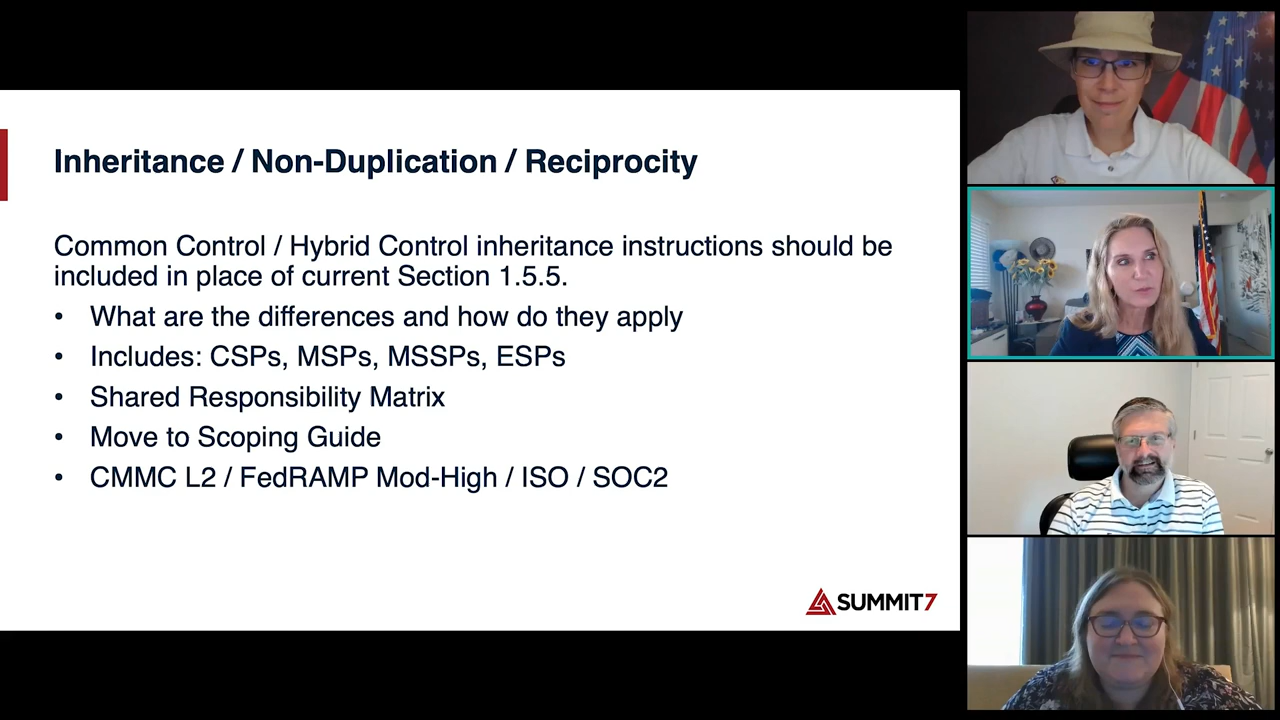 Inheritance / Non-Duplication / Reciprocity
Common Control / Hybrid Control inheritance instructions should be
included in place of current Section 1.5.5.
• What are the differences and how do they apply
• Includes: CSPs, MSPs, MSSPs, ESPs
• Shared Responsibility Matrix
• Move to Scoping Guide
• CMMC L2 / FedRAMP Mod-High / ISO / SOC2
SUMMIT7